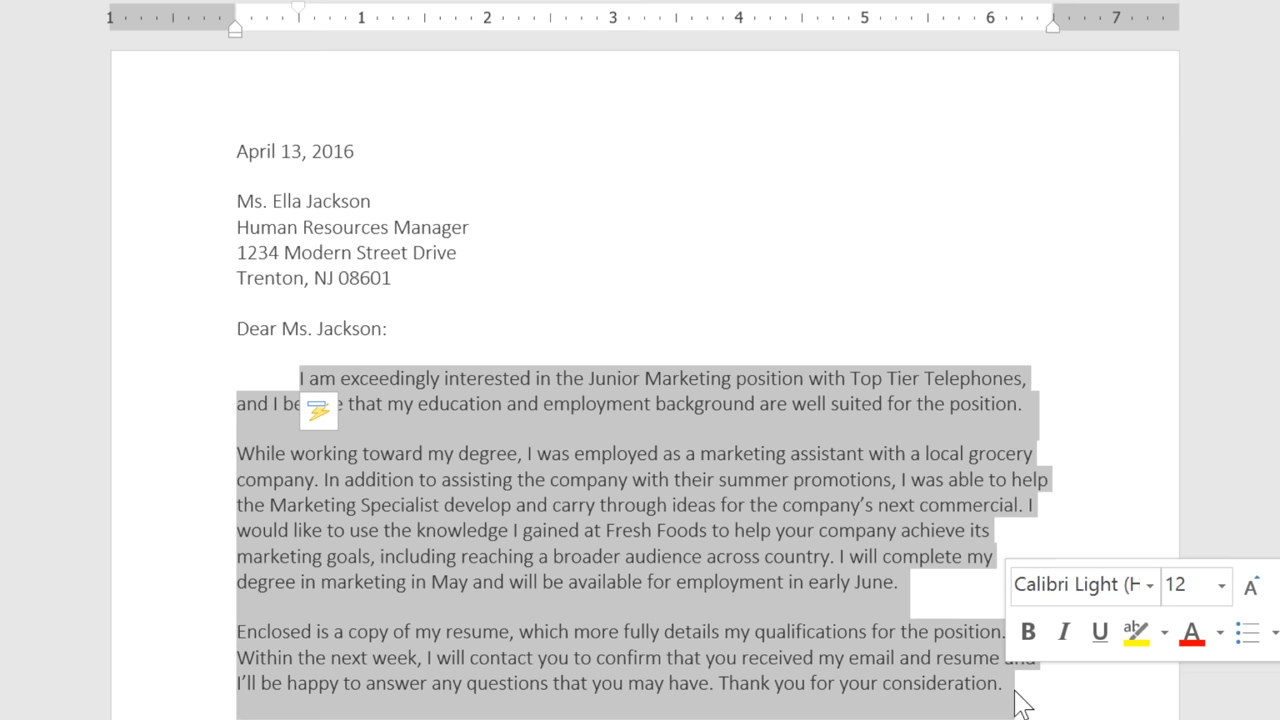 1 1 2 3 4 5 6 7
April 13, 2016
Ms. Ella Jackson
Human Resources Manager
1234 Modern Street Drive
Trenton, NJ 08601
Dear Ms. Jackson:
I am exceedingly interested in the Junior Marketing position with Top Tier Telephones,
and I be e that my education and employment background are well suited for the position.
While working toward my degree, I was employed as a marketing assistant with a local grocery
company. In addition to assisting the company with their summer promotions, I was able to help
the Marketing Specialist develop and carry through ideas for the company’s next commercial. I
would like to use the knowledge I gained at Fresh Foods to help your company achieve its
marketing goals, including reaching a broader audience across country. I will complete my
degree in marketing in May and will be available for employment in early June.
Calibri Light (H 12 A
B I U ab A
Enclosed is a copy of my resume, which more fully details my qualifications for the position.
Within the next week, I will contact you to confirm that you received my email and resume and
I’ll be happy to answer any questions that you may have. Thank you for your consideration.